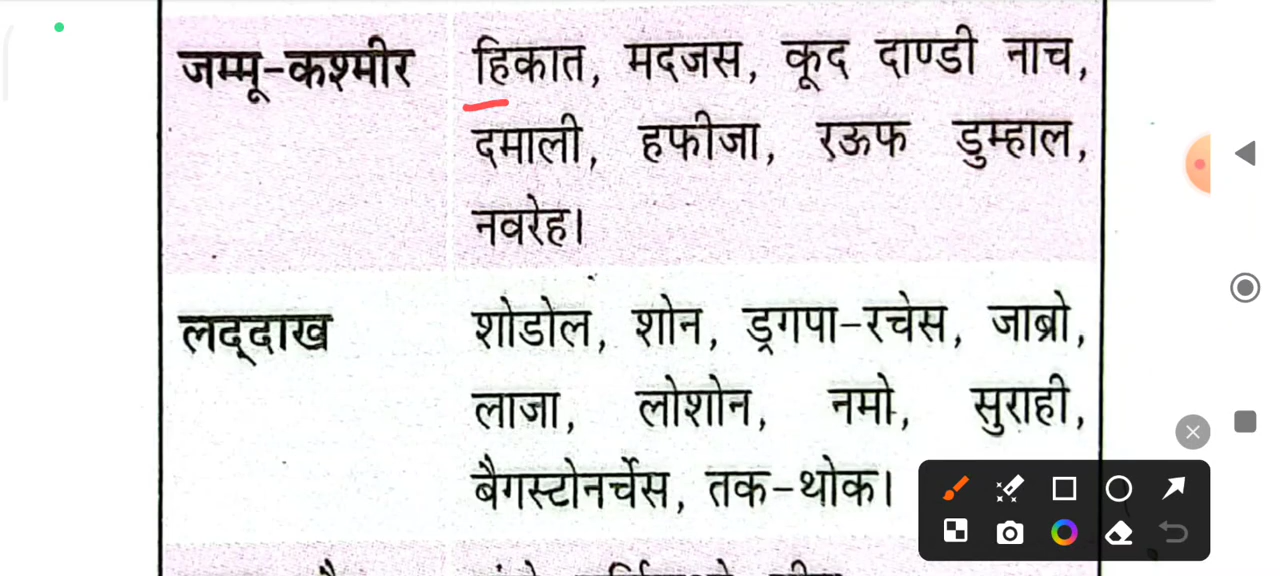 जम्मू-कश्मीर हिकात, मदजस, कूद दाण्डी नाच,
दमाली, हफीजा, रऊफ डुम्हाल,
नवरेह।
लद्दाख शोडोल, शोन, ड्रगपा-रचेस, जाब्रो,
लाजा, लोशोन, नमो, सुराही,
बैगस्टोनर्चेस, तक-थोक।